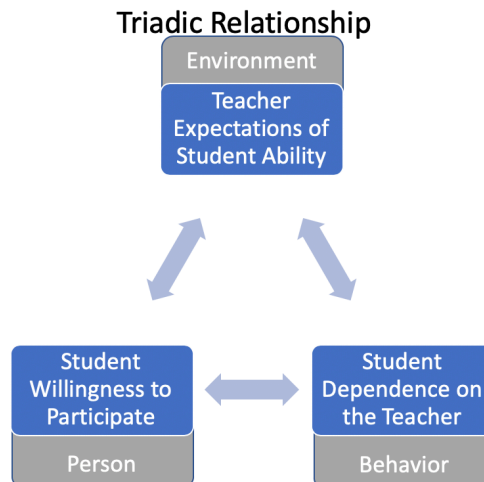 Triadic Relationship
Environment
Teacher
Expectations of
Student Ability
Student
Willingness to
Participate
Person
Student
Dependence on
the Teacher
Behavior